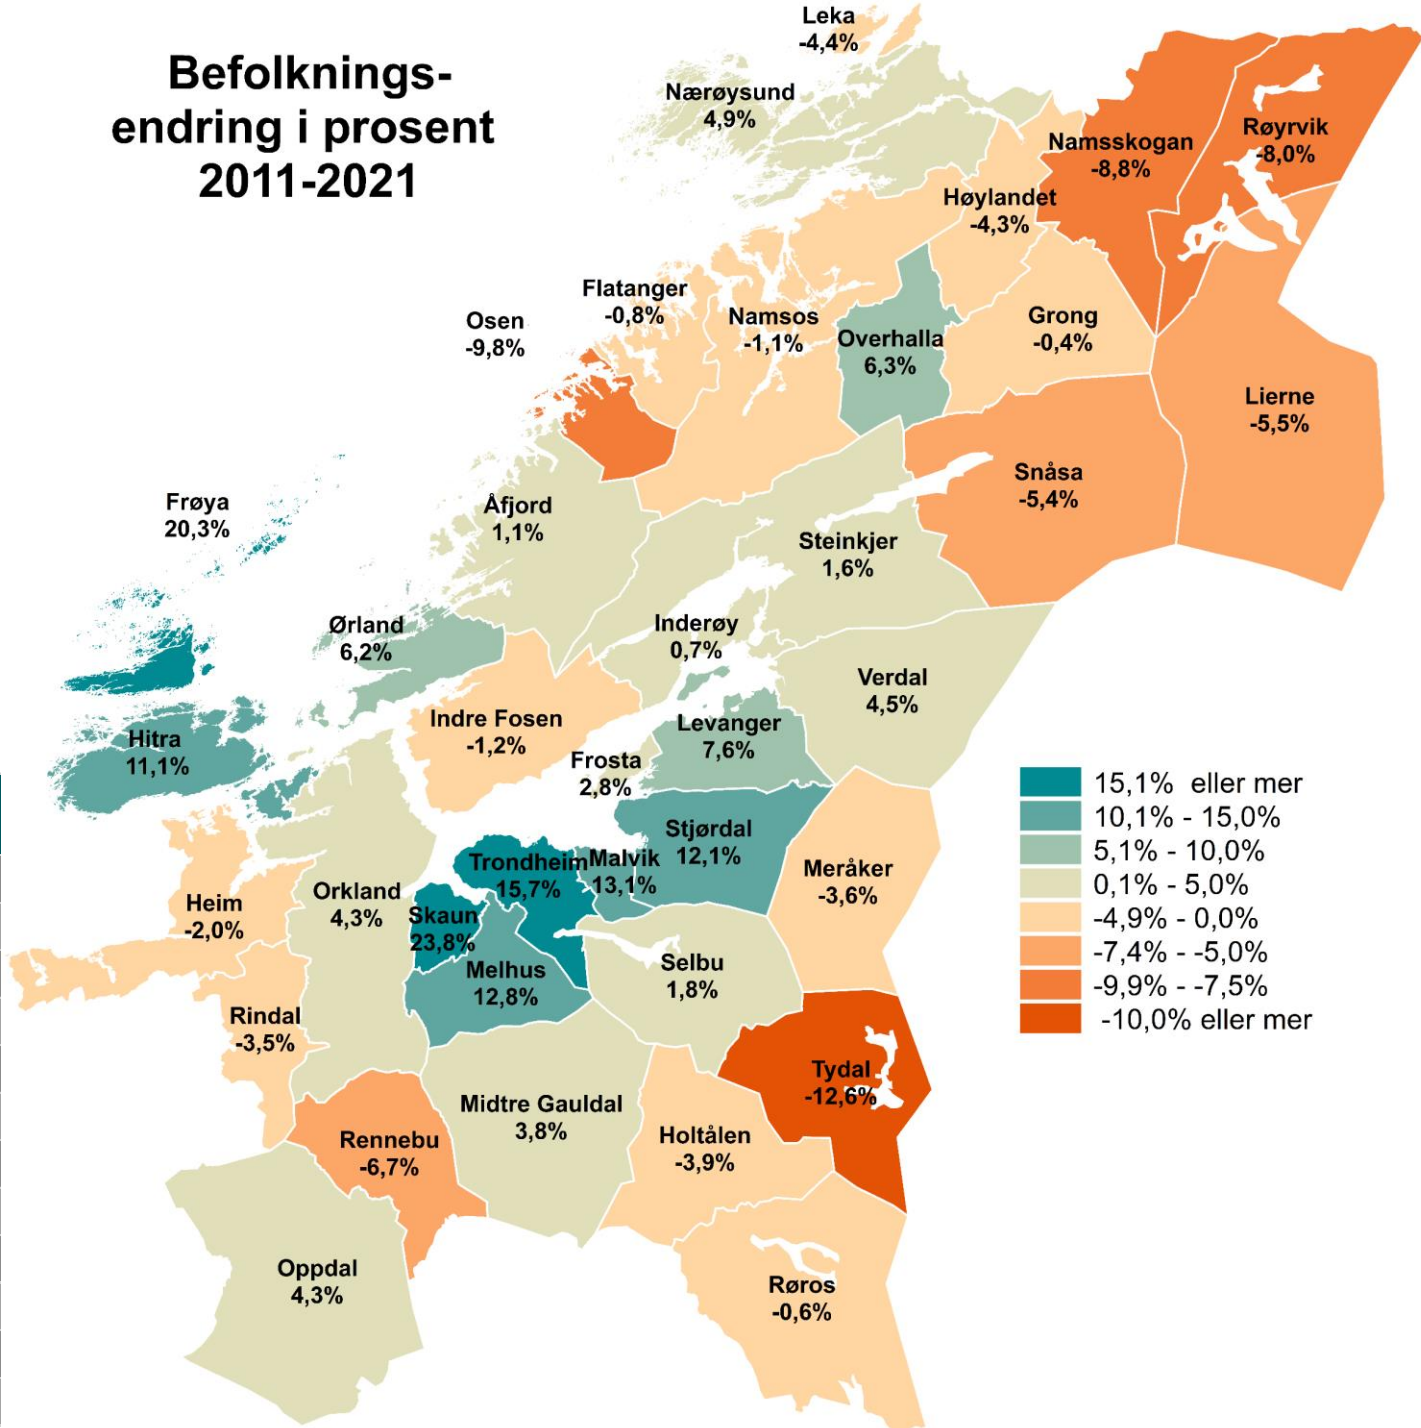 Befolknings-
endring i prosent
2011-2021
Leka
-4,4%
Nærøysund
4,9%
Namsskogan
-8,8%
Røyrvik
-8,0%
Høylandet
-4,3%
Flatanger
-0,8%
Namsos
-1,1%
Osen
-9,8%
Overhalla
6,3%
Grong
-0,4%
Lierne
-5,5%
Snåsa
-5,4%
Frøya
20,3%
Åfjord
1,1%
Steinkjer
1,6%
Ørland
6,2%
Inderøy
0,7%
Verdal
4,5%
Indre Fosen
-1,2%
Levanger
7,6%
Hitra
11,1%
Frosta
2,8%
Stjørdal
12,1%
Trondheim
15,7%
Malvik
13,1%
Meråker
-3,6%
Heim
-2,0%
Orkland
4,3%
Skaun
23,8%
Melhus
12,8%
Selbu
1,8%
Rindal
-3,5%
Tydal
-12,6%
Midtre Gauldal
3,8%
Rennebu
-6,7%
Holtålen
-3,9%
Oppdal
4,3%
Røros
-0,6%
15,1% eller mer
10,1% - 15,0%
5,1% - 10,0%
0,1% - 5,0%
-4,9% - 0,0%
-7,4% - -5,0%
-9,9% - -7,5%
-10,0% eller mer